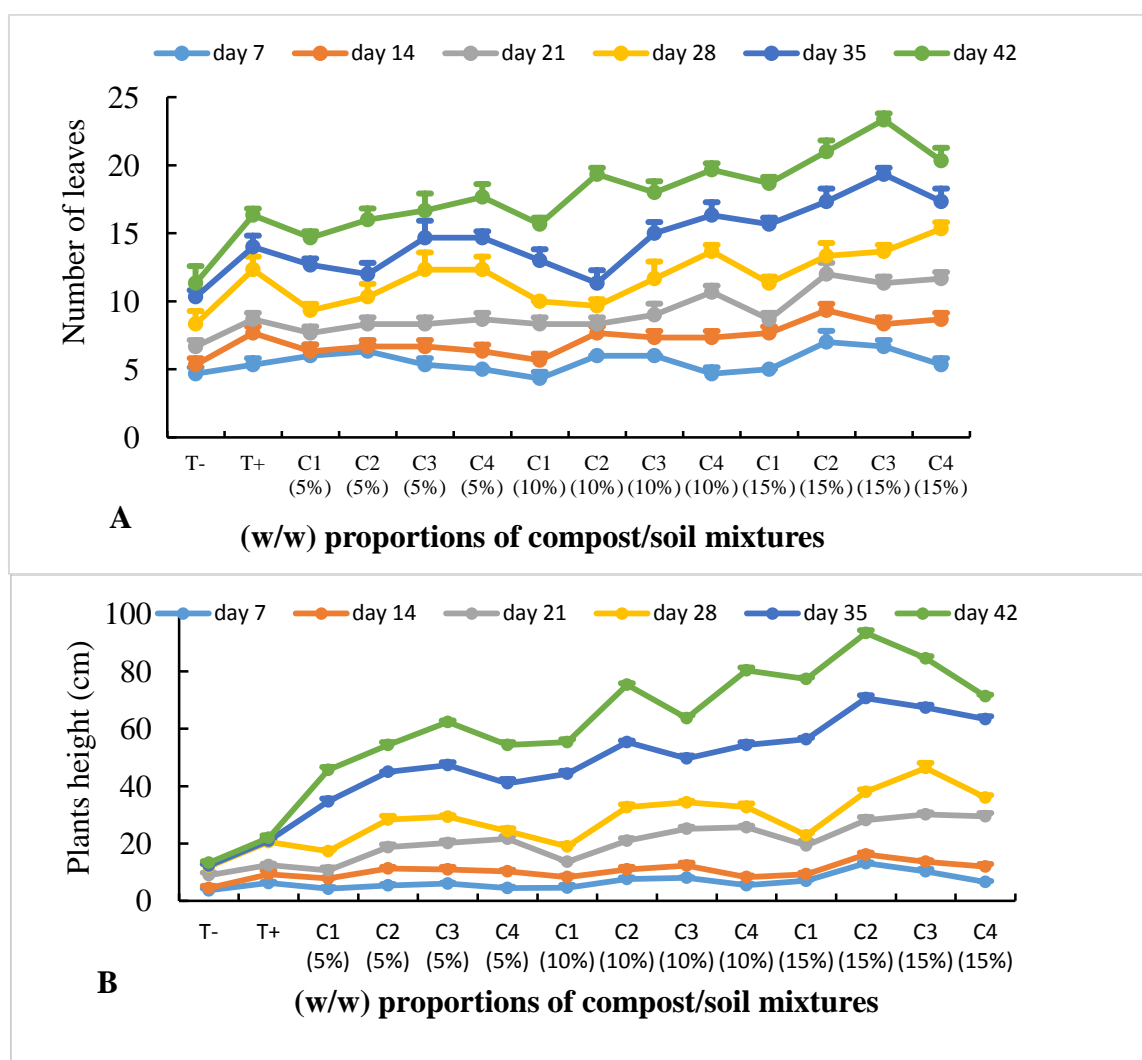 day 7 day 14 day 21 day 28 day 35 day 42
25
20
15
10
5
0
Number of leaves
T- T+ C1 C2 C3 C4 C1 C2 C3 C4 C1 C2 C3 C4
(5%) (5%) (5%) (5%) (10%) (10%) (10%) (10%) (15%) (15%) (15%) (15%)
A
(w/w) proportions of compost/soil mixtures
day 7 day 14 day 21 day 28 day 35 day 42
100
80
60
40
20
0
Plants height (cm)
T- T+ C1 C2 C3 C4 C1 C2 C3 C4 C1 C2 C3 C4
(5%) (5%) (5%) (5%) (10%) (10%) (10%) (10%) (15%) (15%) (15%) (15%)
B
(w/w) proportions of compost/soil mixtures